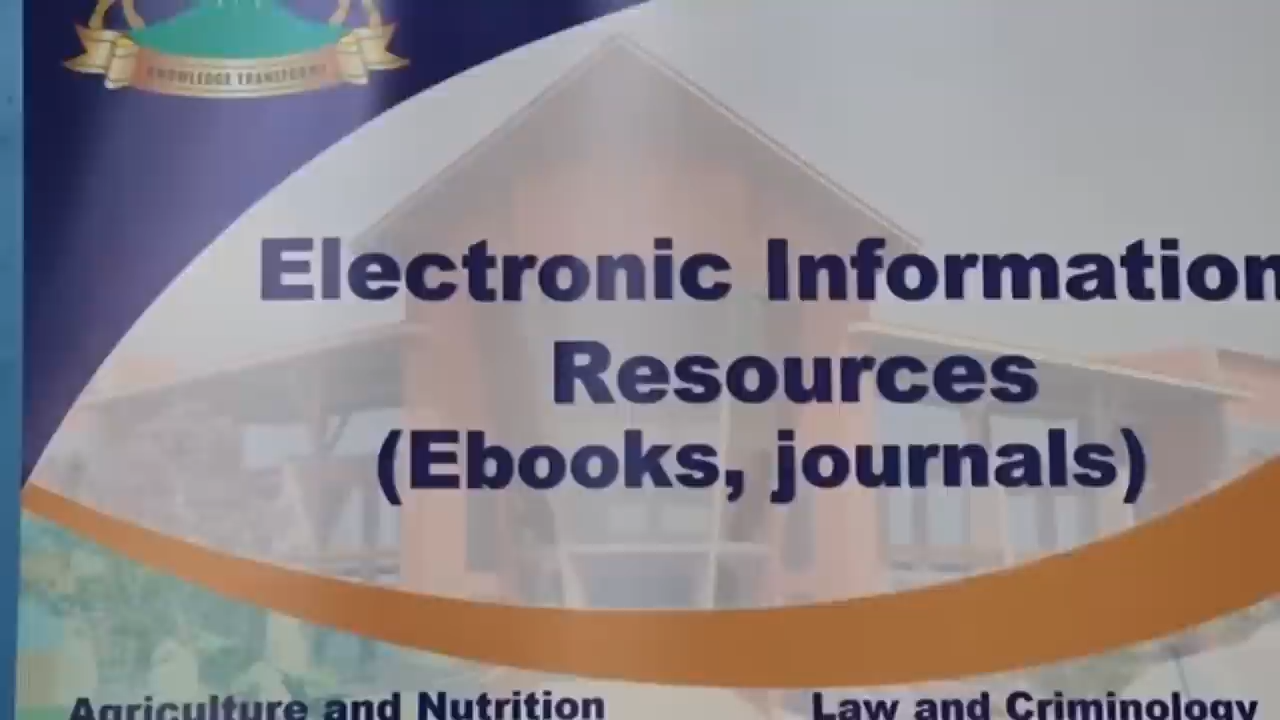 KNOWLEDGE TRANSFORMS
Electronic Information
Resources
(Ebooks, journals)
Agriculture and Nutrition
Law and Criminology